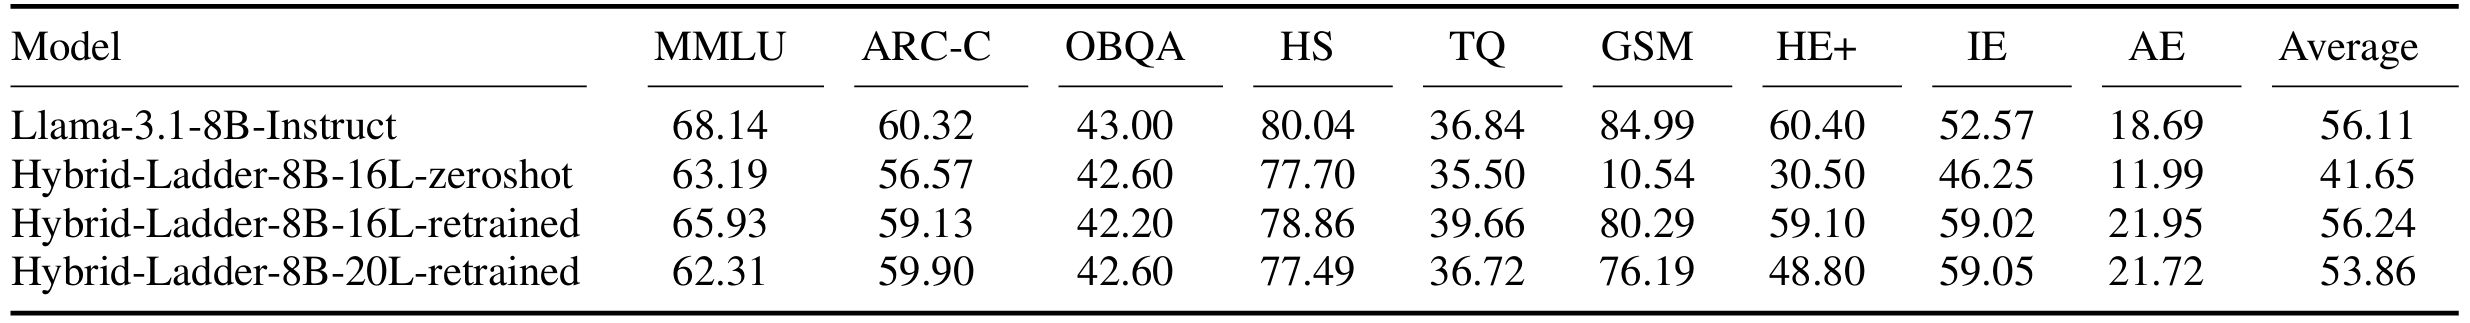 Model MMLU ARC-C OBQA HS TQ GSM HE+ IE AE Average
Llama-3.1-8B-Instruct 68.14 60.32 43.00 80.04 36.84 84.99 60.40 52.57 18.69 56.11
Hybrid-Ladder-8B-16L-zeroshot 63.19 56.57 42.60 77.70 35.50 10.54 30.50 46.25 11.99 41.65
Hybrid-Ladder-8B-16L-retrained 65.93 59.13 42.20 78.86 39.66 80.29 59.10 59.02 21.95 56.24
Hybrid-Ladder-8B-20L-retrained 62.31 59.90 42.60 77.49 36.72 76.19 48.80 59.05 21.72 53.86